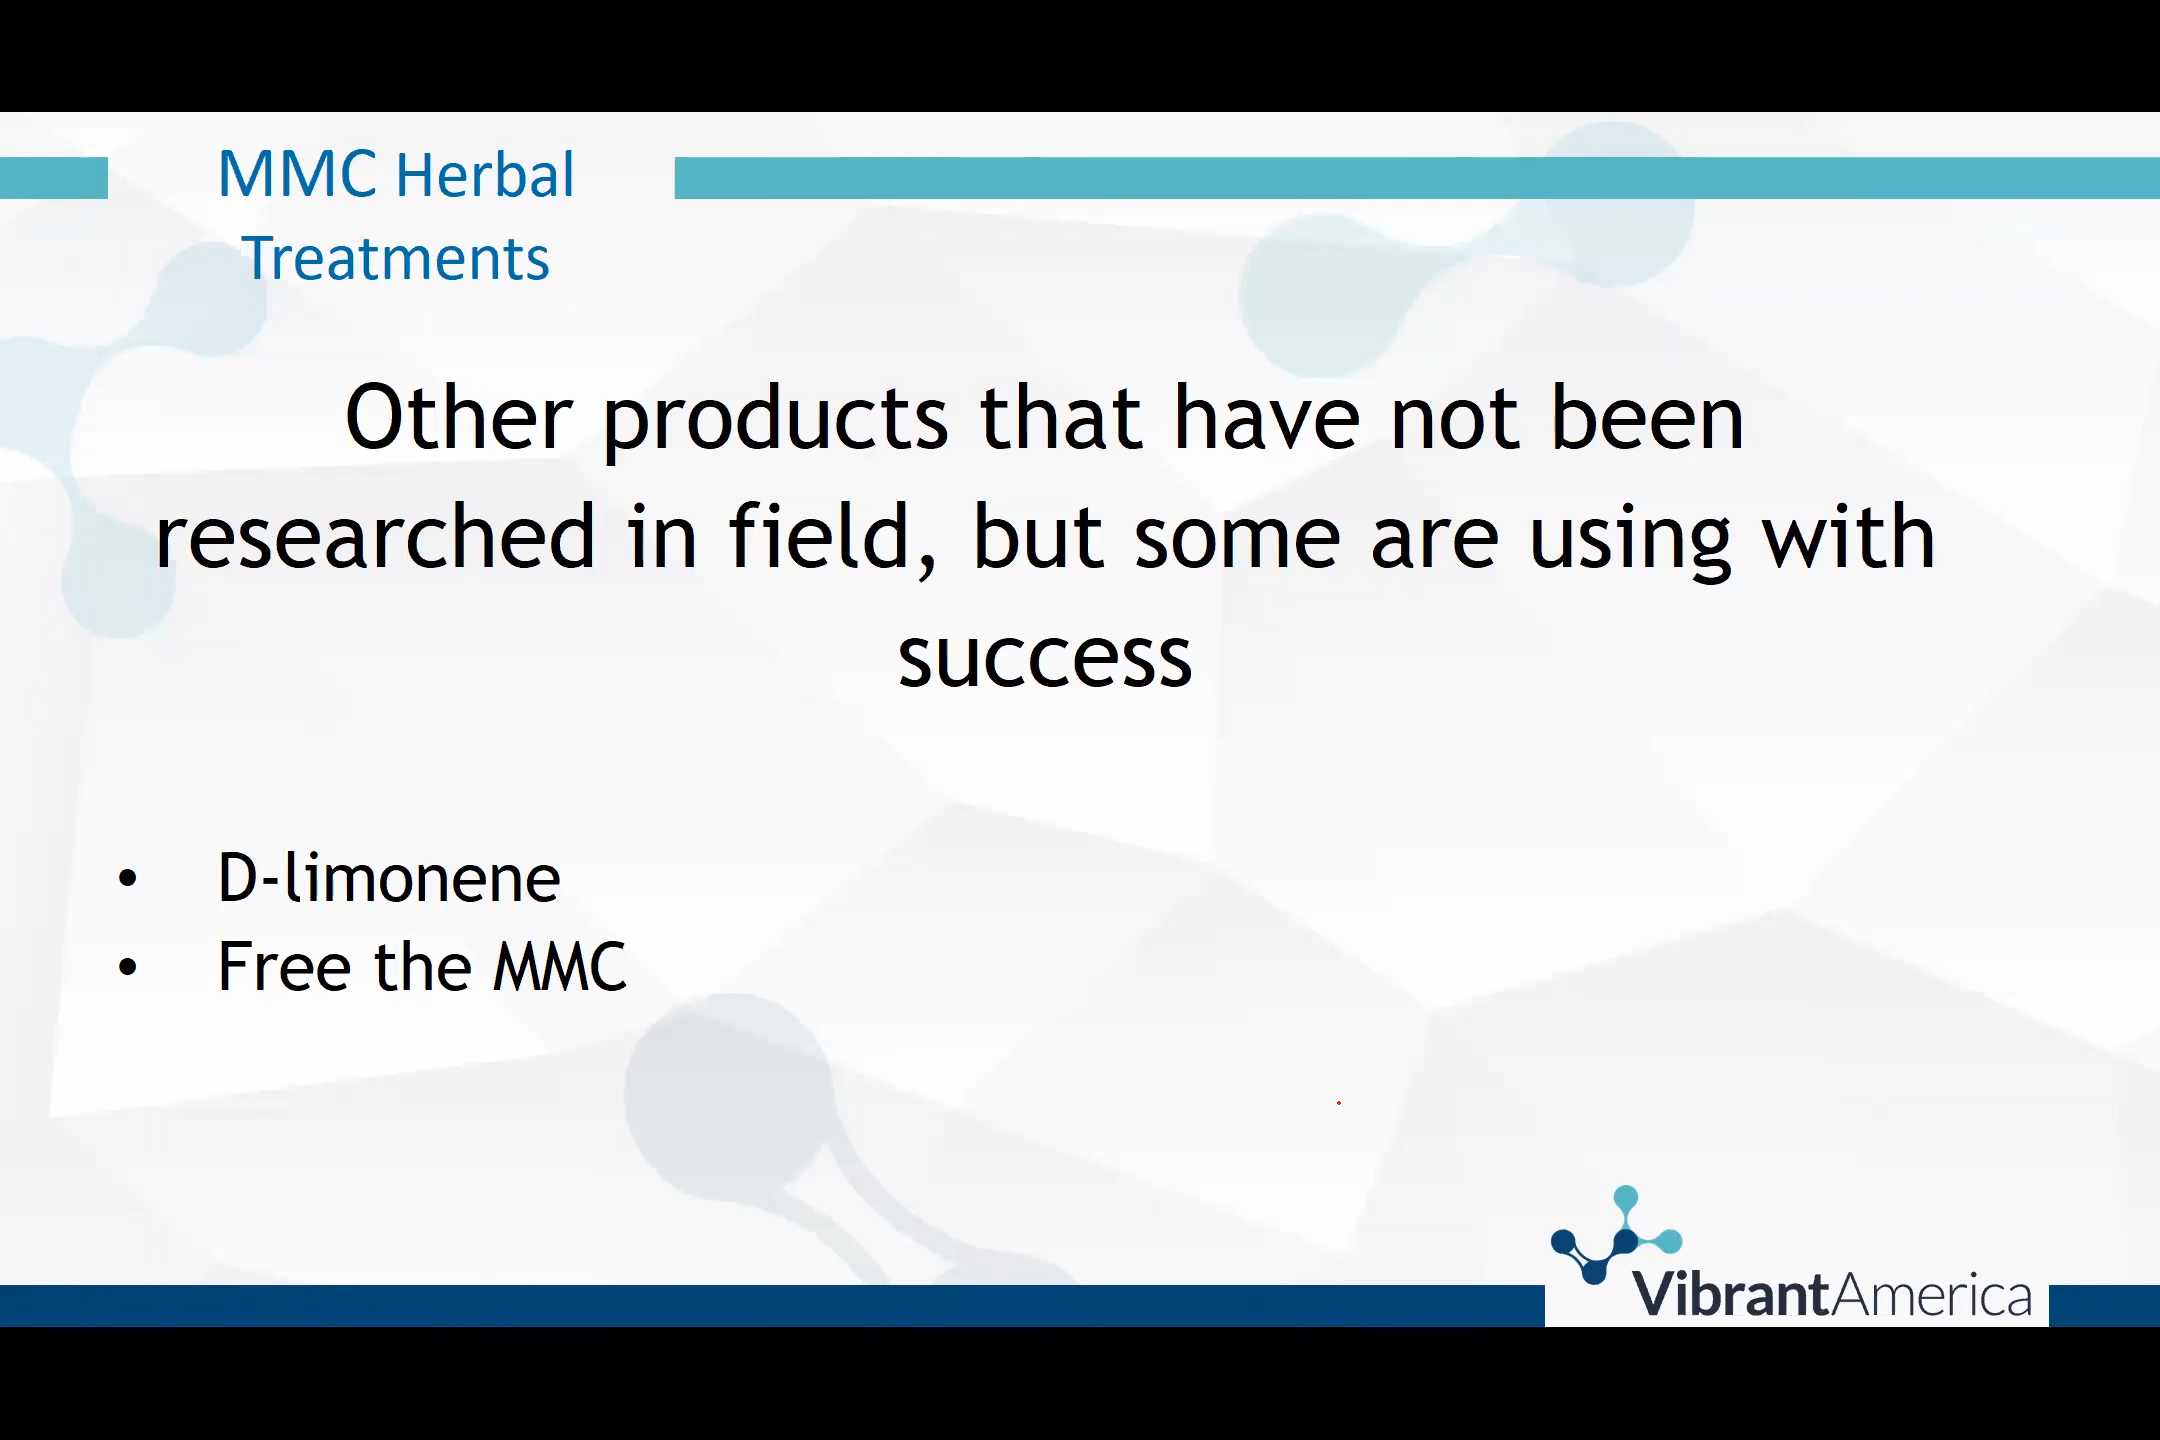 MMC Herbal
Treatments
Other products that have not been
researched in field, but some are using with
success
• D-limonene
• Free the MMC
VibrantAmerica